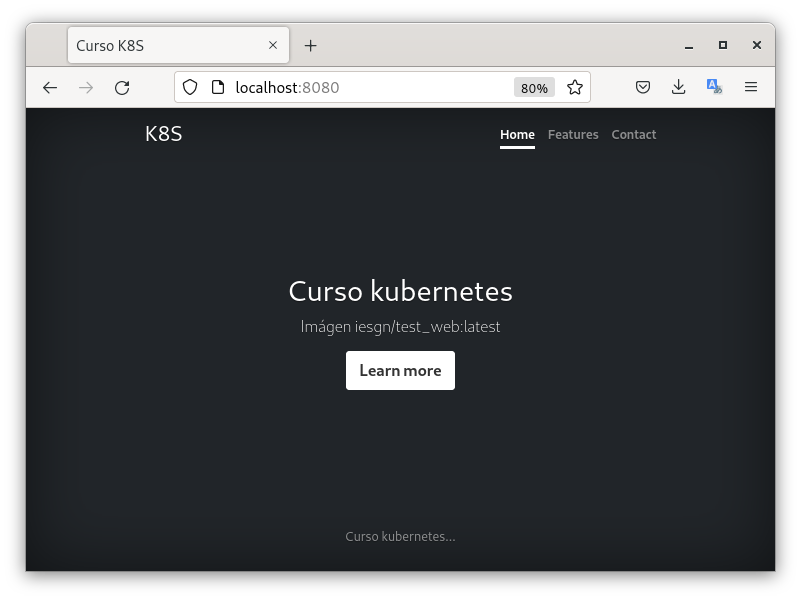 Curso K8S
localhost:8080
80%
K8S
Home Features Contact
Curso kubernetes
Imágen iesgn/test_web:latest
Learn more
Curso kubernetes...